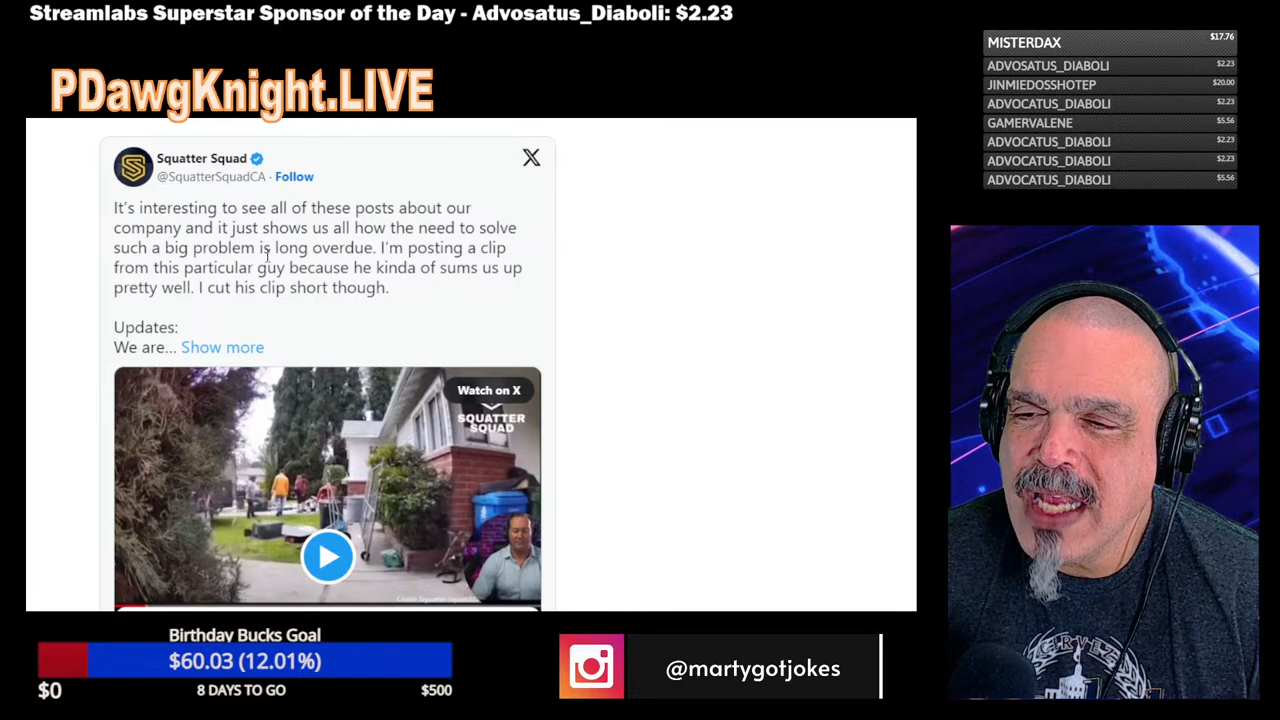 Streamlabs Superstar Sponsor of the Day - Advosatus_Diaboli: $2.23
PDawgKnight.LIVE
MISTERDAX $17.76
ADVOSATUS_DIABOLI $2.23
JINMIEDOSSHOTEP $20.00
ADVOCATUS_DIABOLI $2.23
GAMERVALENE $5.56
ADVOCATUS_DIABOLI $2.23
ADVOCATUS_DIABOLI $2.23
ADVOCATUS_DIABOLI $5.56
Squatter Squad
@SquatterSquadCA · Follow
It's interesting to see all of these posts about our
company and it just shows us all how the need to solve
such a big problem is long overdue. I'm posting a clip
from this particular guy because he kinda of sums us up
pretty well. I cut his clip short though.
Updates:
We are... Show more
Watch on X
SQUATTER
SQUAD
Birthday Bucks Goal
$60.03 (12.01%)
$0 8 DAYS TO GO $500
@martygotjokes